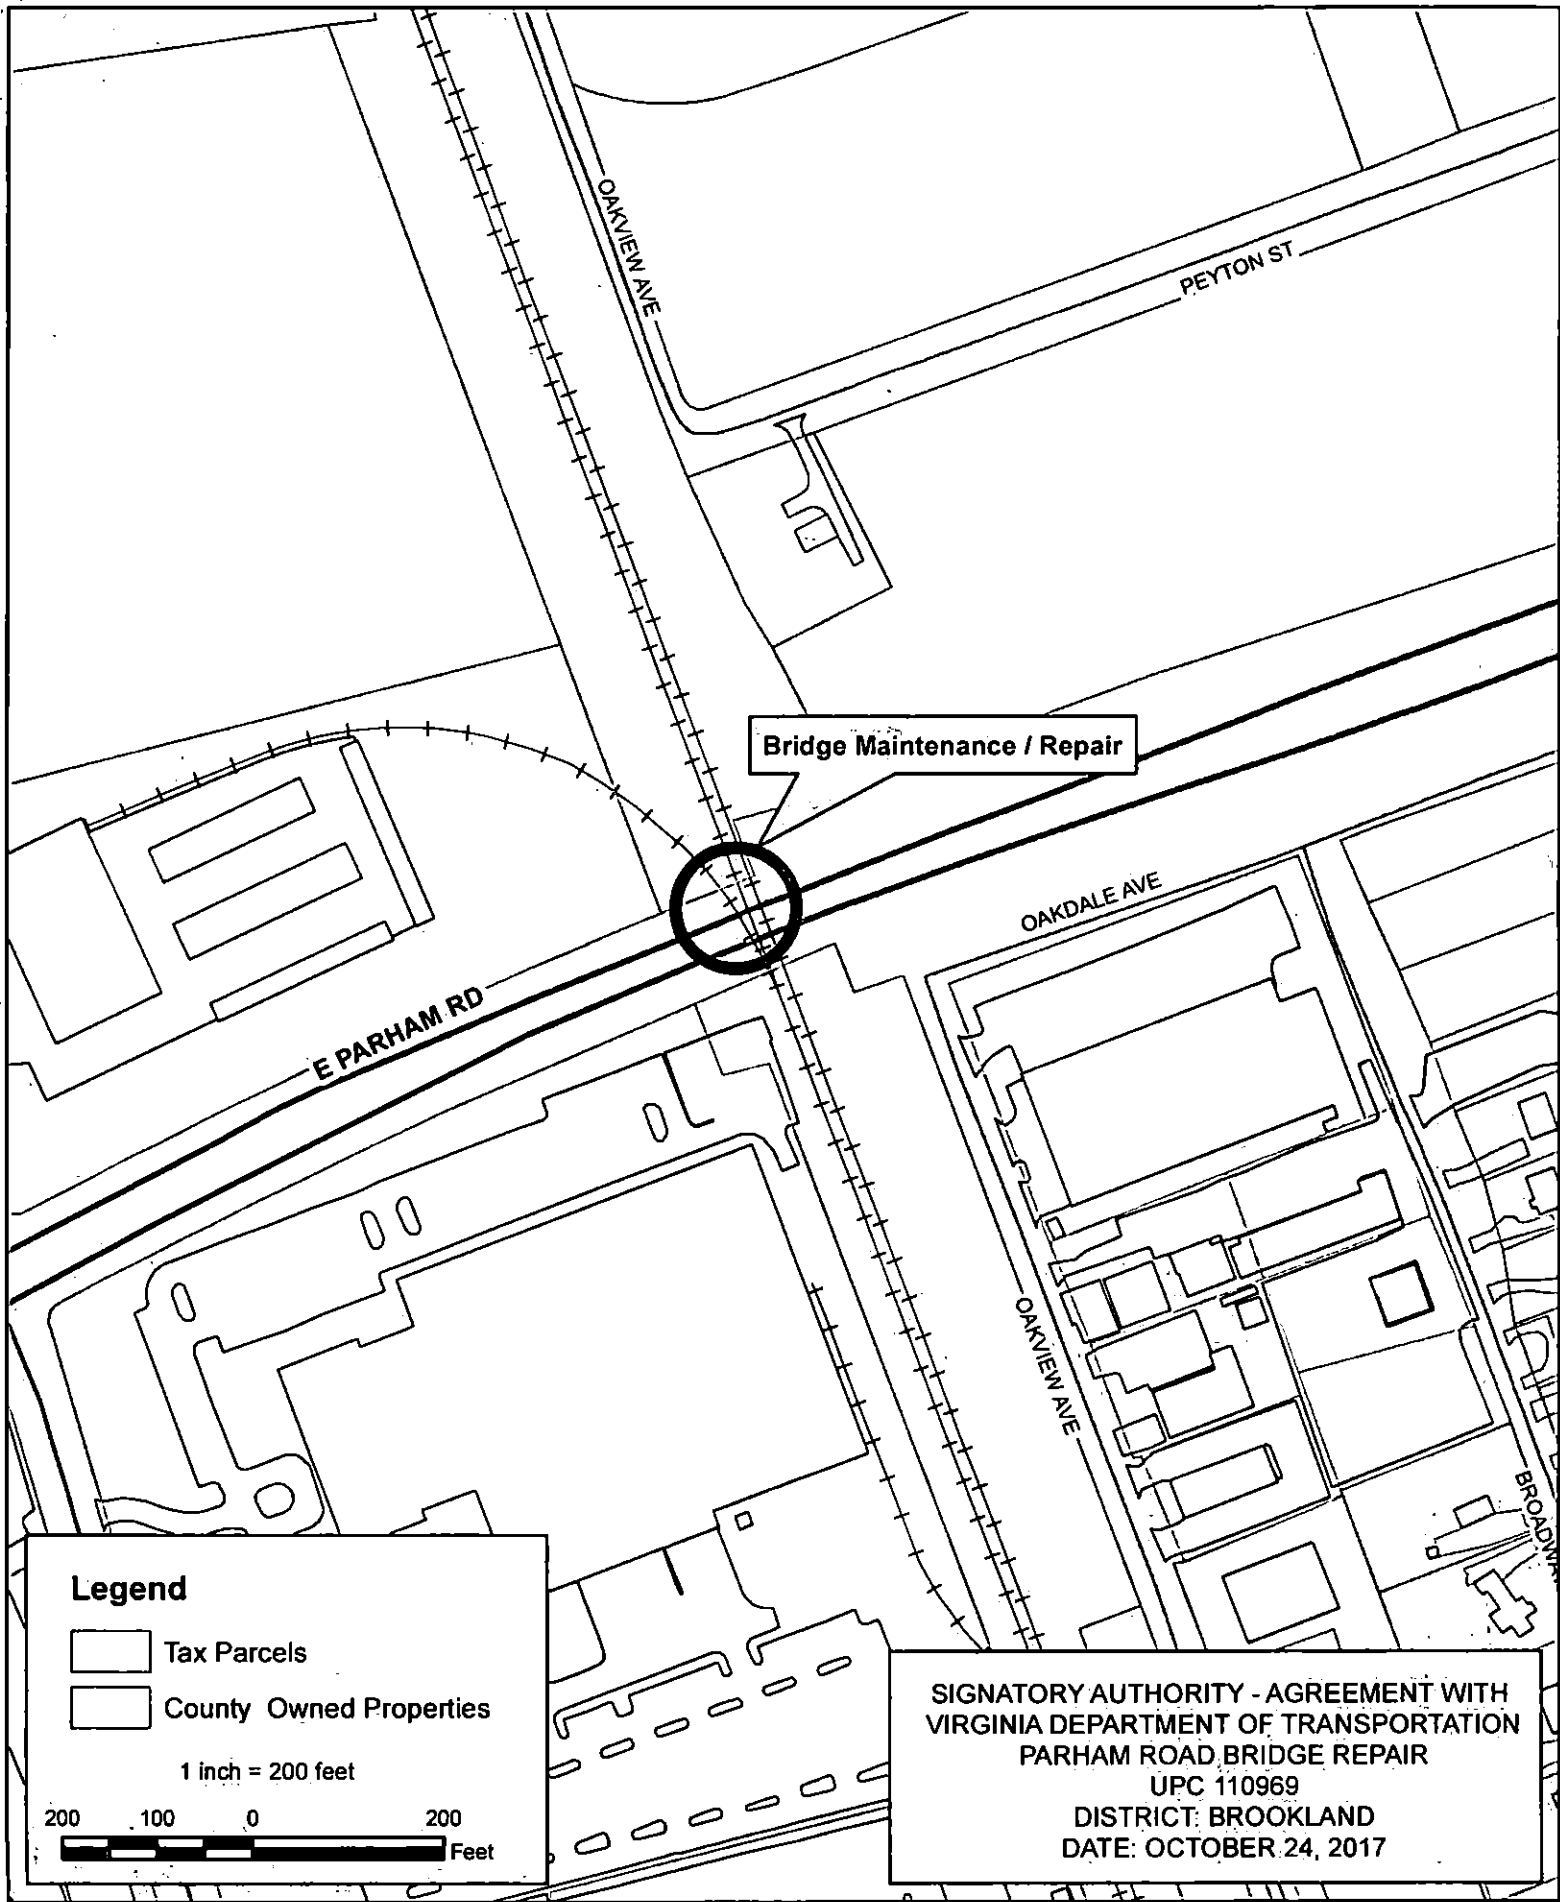 OAKVIEW AVE
PEYTON ST
Bridge Maintenance / Repair
OAKDALE AVE
E PARHAM RD
OAKVIEW AVE
Legend
Tax Parcels
County Owned Properties
1 inch = 200 feet
200 100 0 200
Feet
SIGNATORY AUTHORITY - AGREEMENT WITH
VIRGINIA DEPARTMENT OF TRANSPORTATION
PARHAM ROAD BRIDGE REPAIR
UPC 110969
DISTRICT: BROOKLAND
DATE: OCTOBER 24, 2017